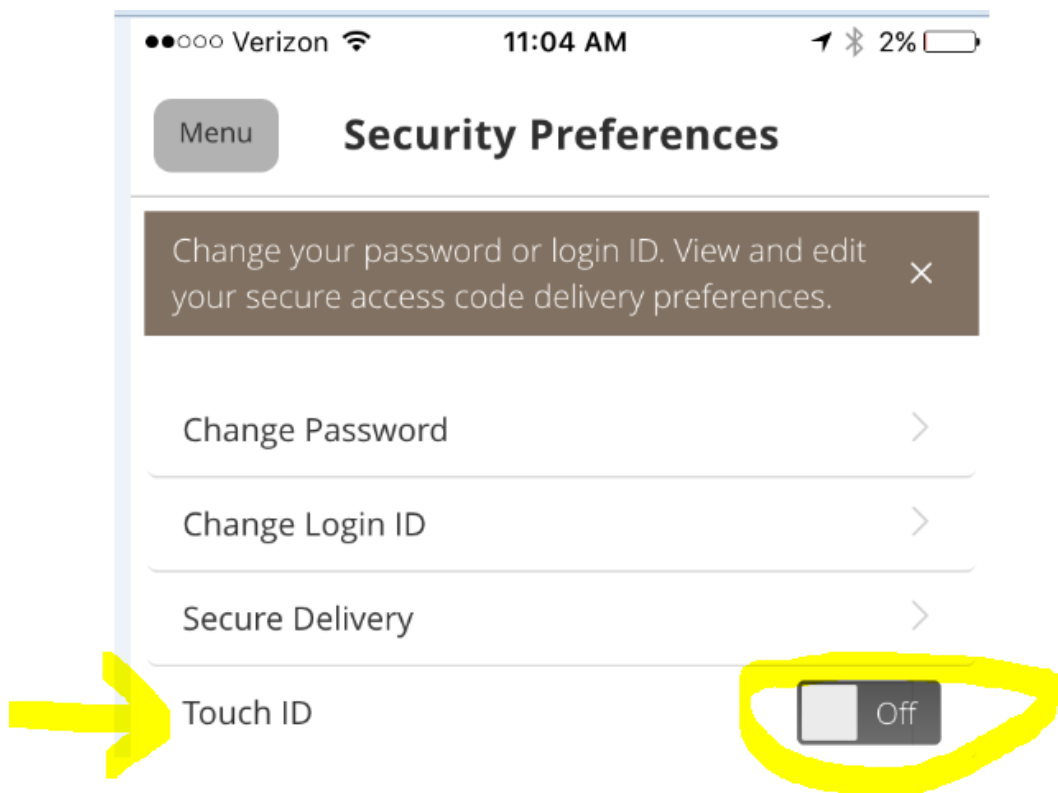 Verizon 11:04 AM 2%
Menu Security Preferences
Change your password or login ID. View and edit
your secure access code delivery preferences.
Change Password
Change Login ID
Secure Delivery
Touch ID Off